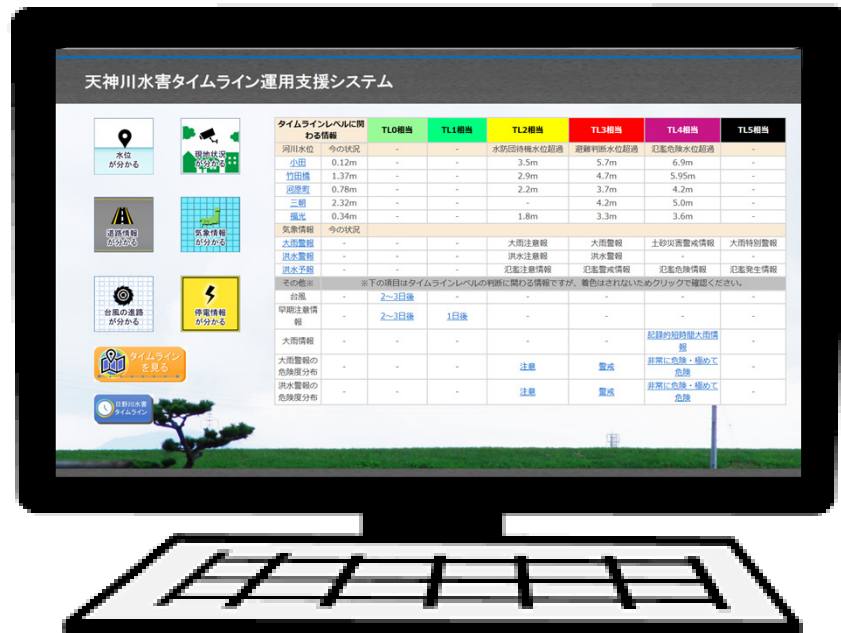 天神川水害タイムライン運用支援システム
水位
が分かる
現地状況
が分かる
道路情報
が分かる
気象情報
が分かる
台風の進路
が分かる
停電情報
が分かる
タイムライン
を見る
日野川水害
タイムライン
タイムラインレベルに関 TL0相当 TL1相当 TL2相当 TL3相当 TL4相当 TL5相当
わる情報
河川水位 今の状況 - - 水防団待機水位超過 避難判断水位超過 氾濫危険水位超過 -
小田 0.12m - - 3.5m 5.7m 6.9m -
竹田橋 1.37m - - 2.9m 4.7m 5.95m -
河原町 0.78m - - 2.2m 3.7m 4.2m -
三朝 2.32m - - - 4.2m 5.0m -
福光 0.34m - - 1.8m 3.3m 3.6m -
気象情報 今の状況
大雨警報 - - - 大雨注意報 大雨警報 土砂災害警戒情報 大雨特別警報
洪水警報 - - - 洪水注意報 洪水警報 - -
洪水予報 - - - 氾濫注意情報 氾濫警戒情報 氾濫危険情報 氾濫発生情報
その他※ ※下の項目はタイムラインレベルの判断に関わる情報ですが、着色はされないためクリックで確認ください。
台風 - 2～3日後 - - - - -
早期注意情 - 2～3日後 1日後 - - - -
報
大雨情報 - - - - - 記録的短時間大雨情 -
報
大雨警報の - - - 注意 警戒 非常に危険・極めて -
危険度分布 危険
洪水警報の - - - 注意 警戒 非常に危険・極めて -
危険度分布 危険